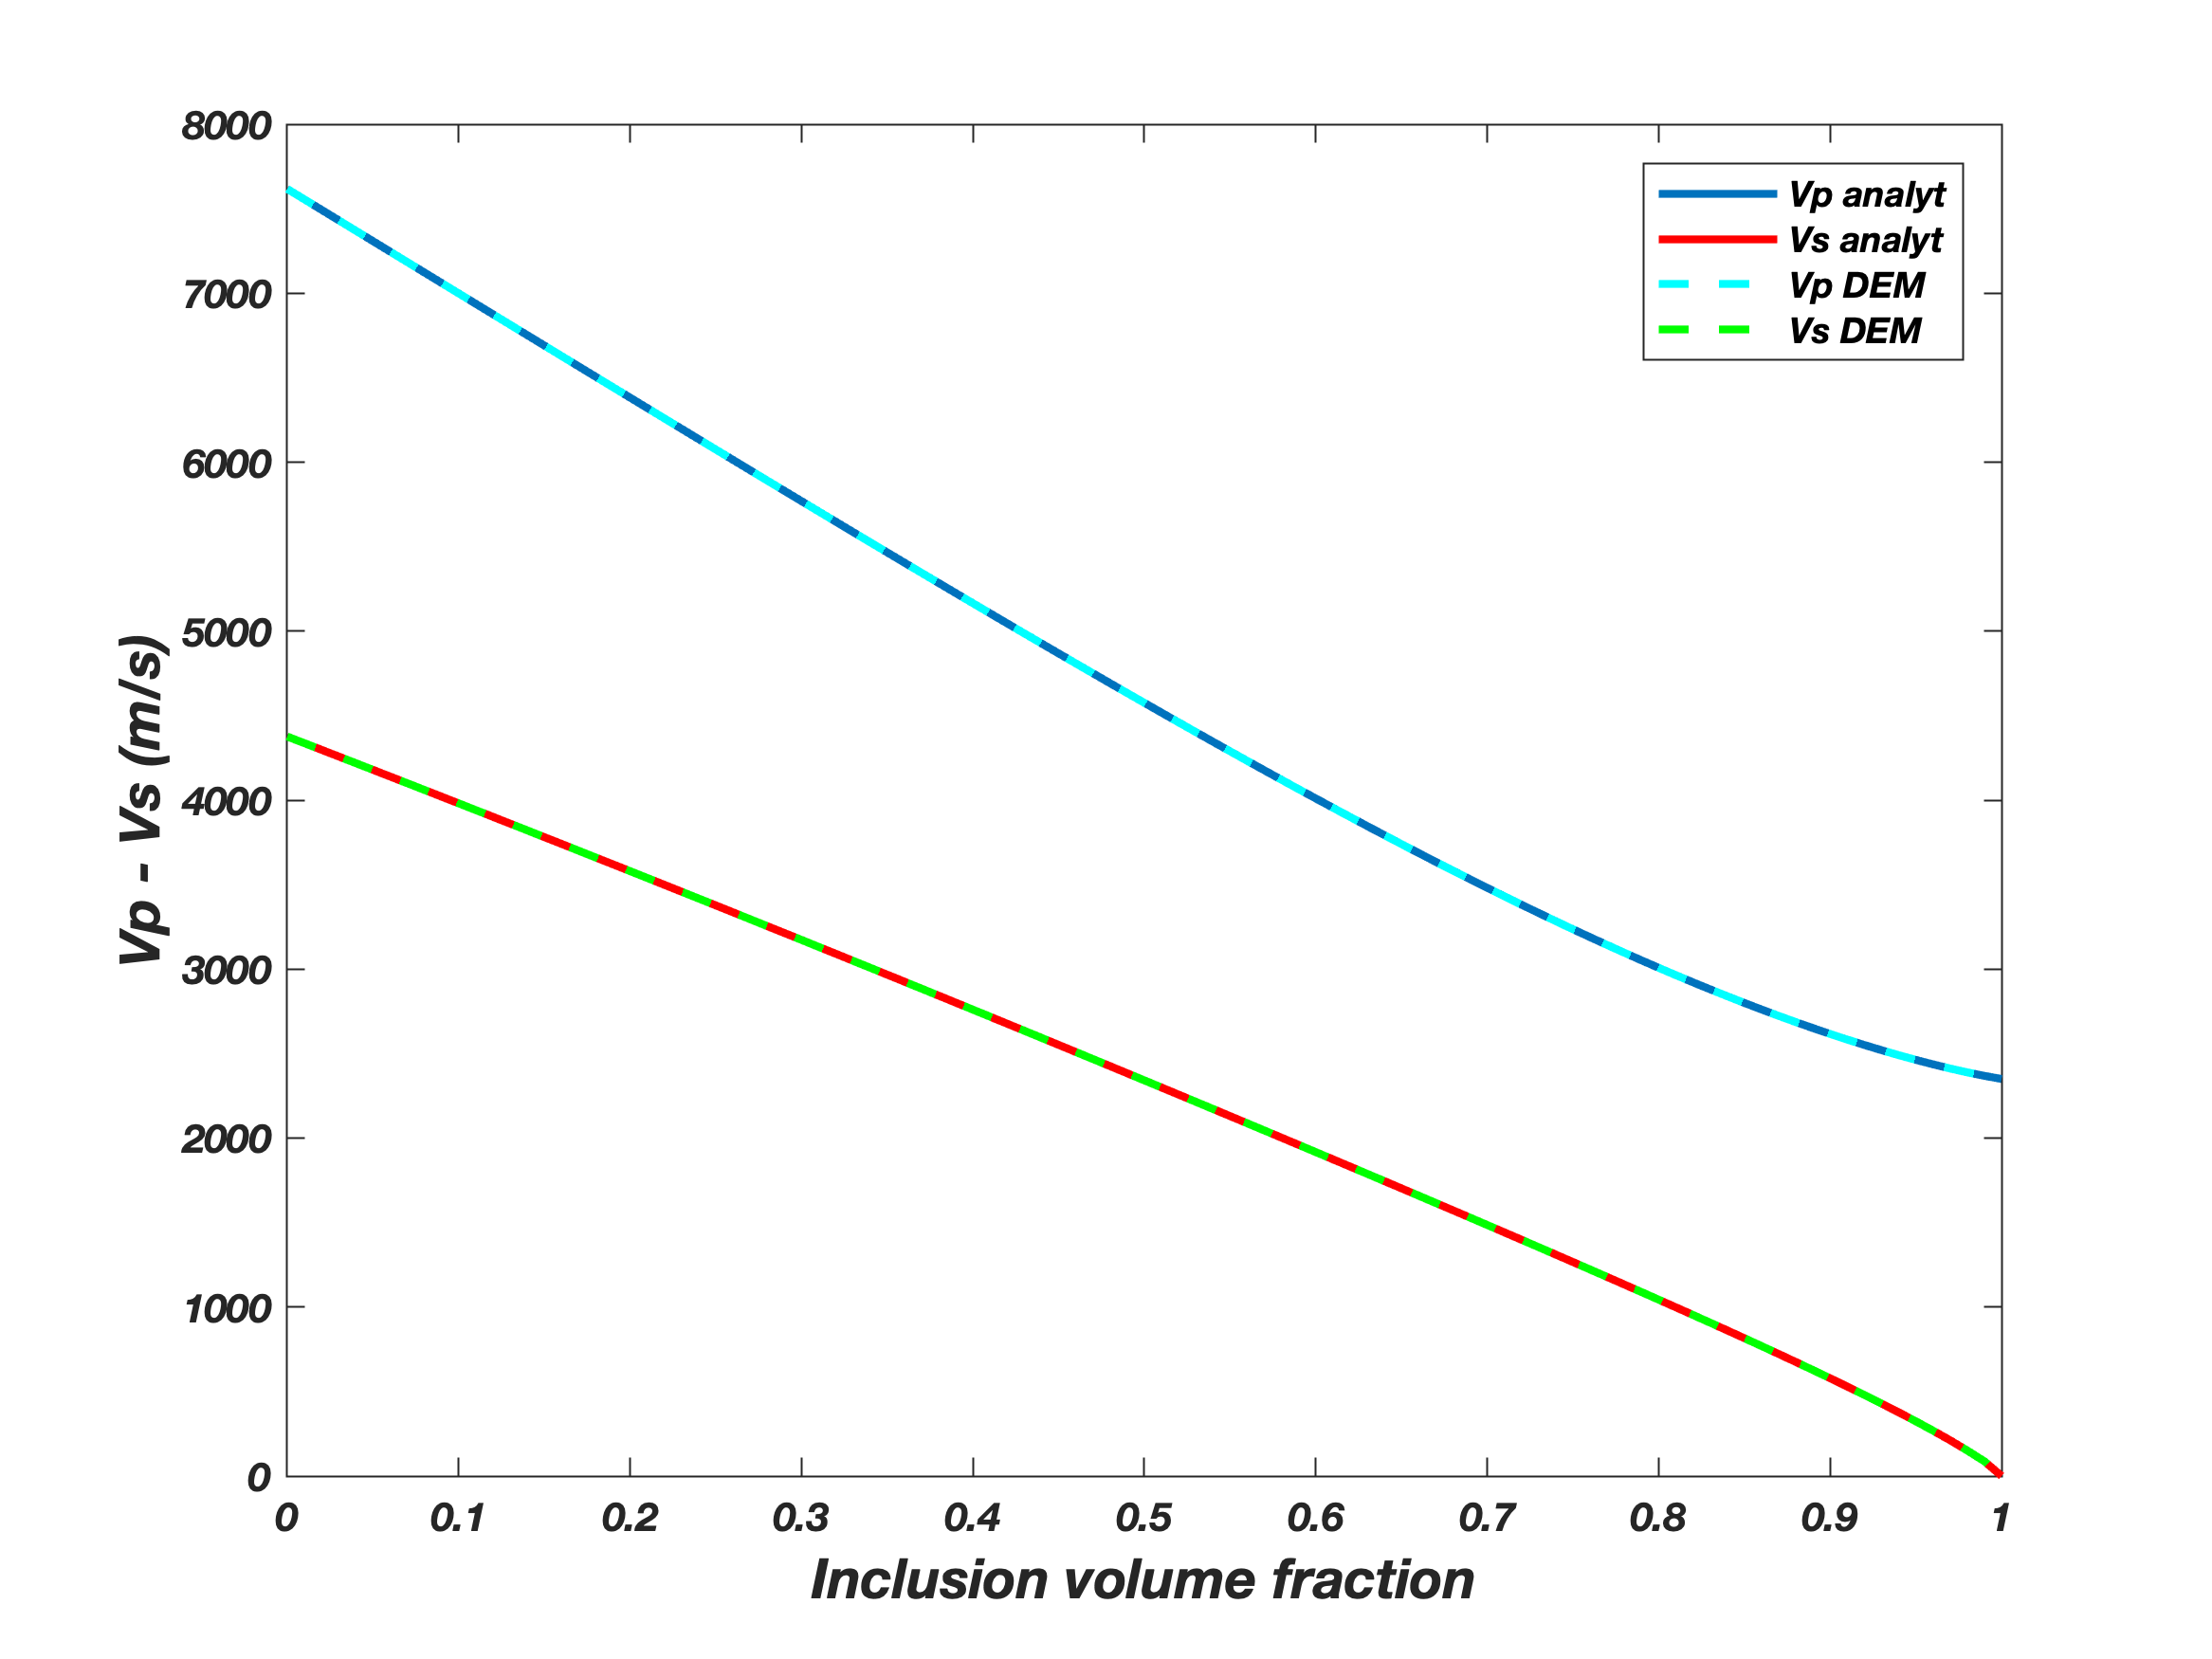 8000
7000
6000
5000
4000
3000
2000
1000
0
Vp - Vs (m/s)
Vp analyt
Vs analyt
Vp DEM
Vs DEM
0 0.1 0.2 0.3 0.4 0.5 0.6 0.7 0.8 0.9 1
Inclusion volume fraction